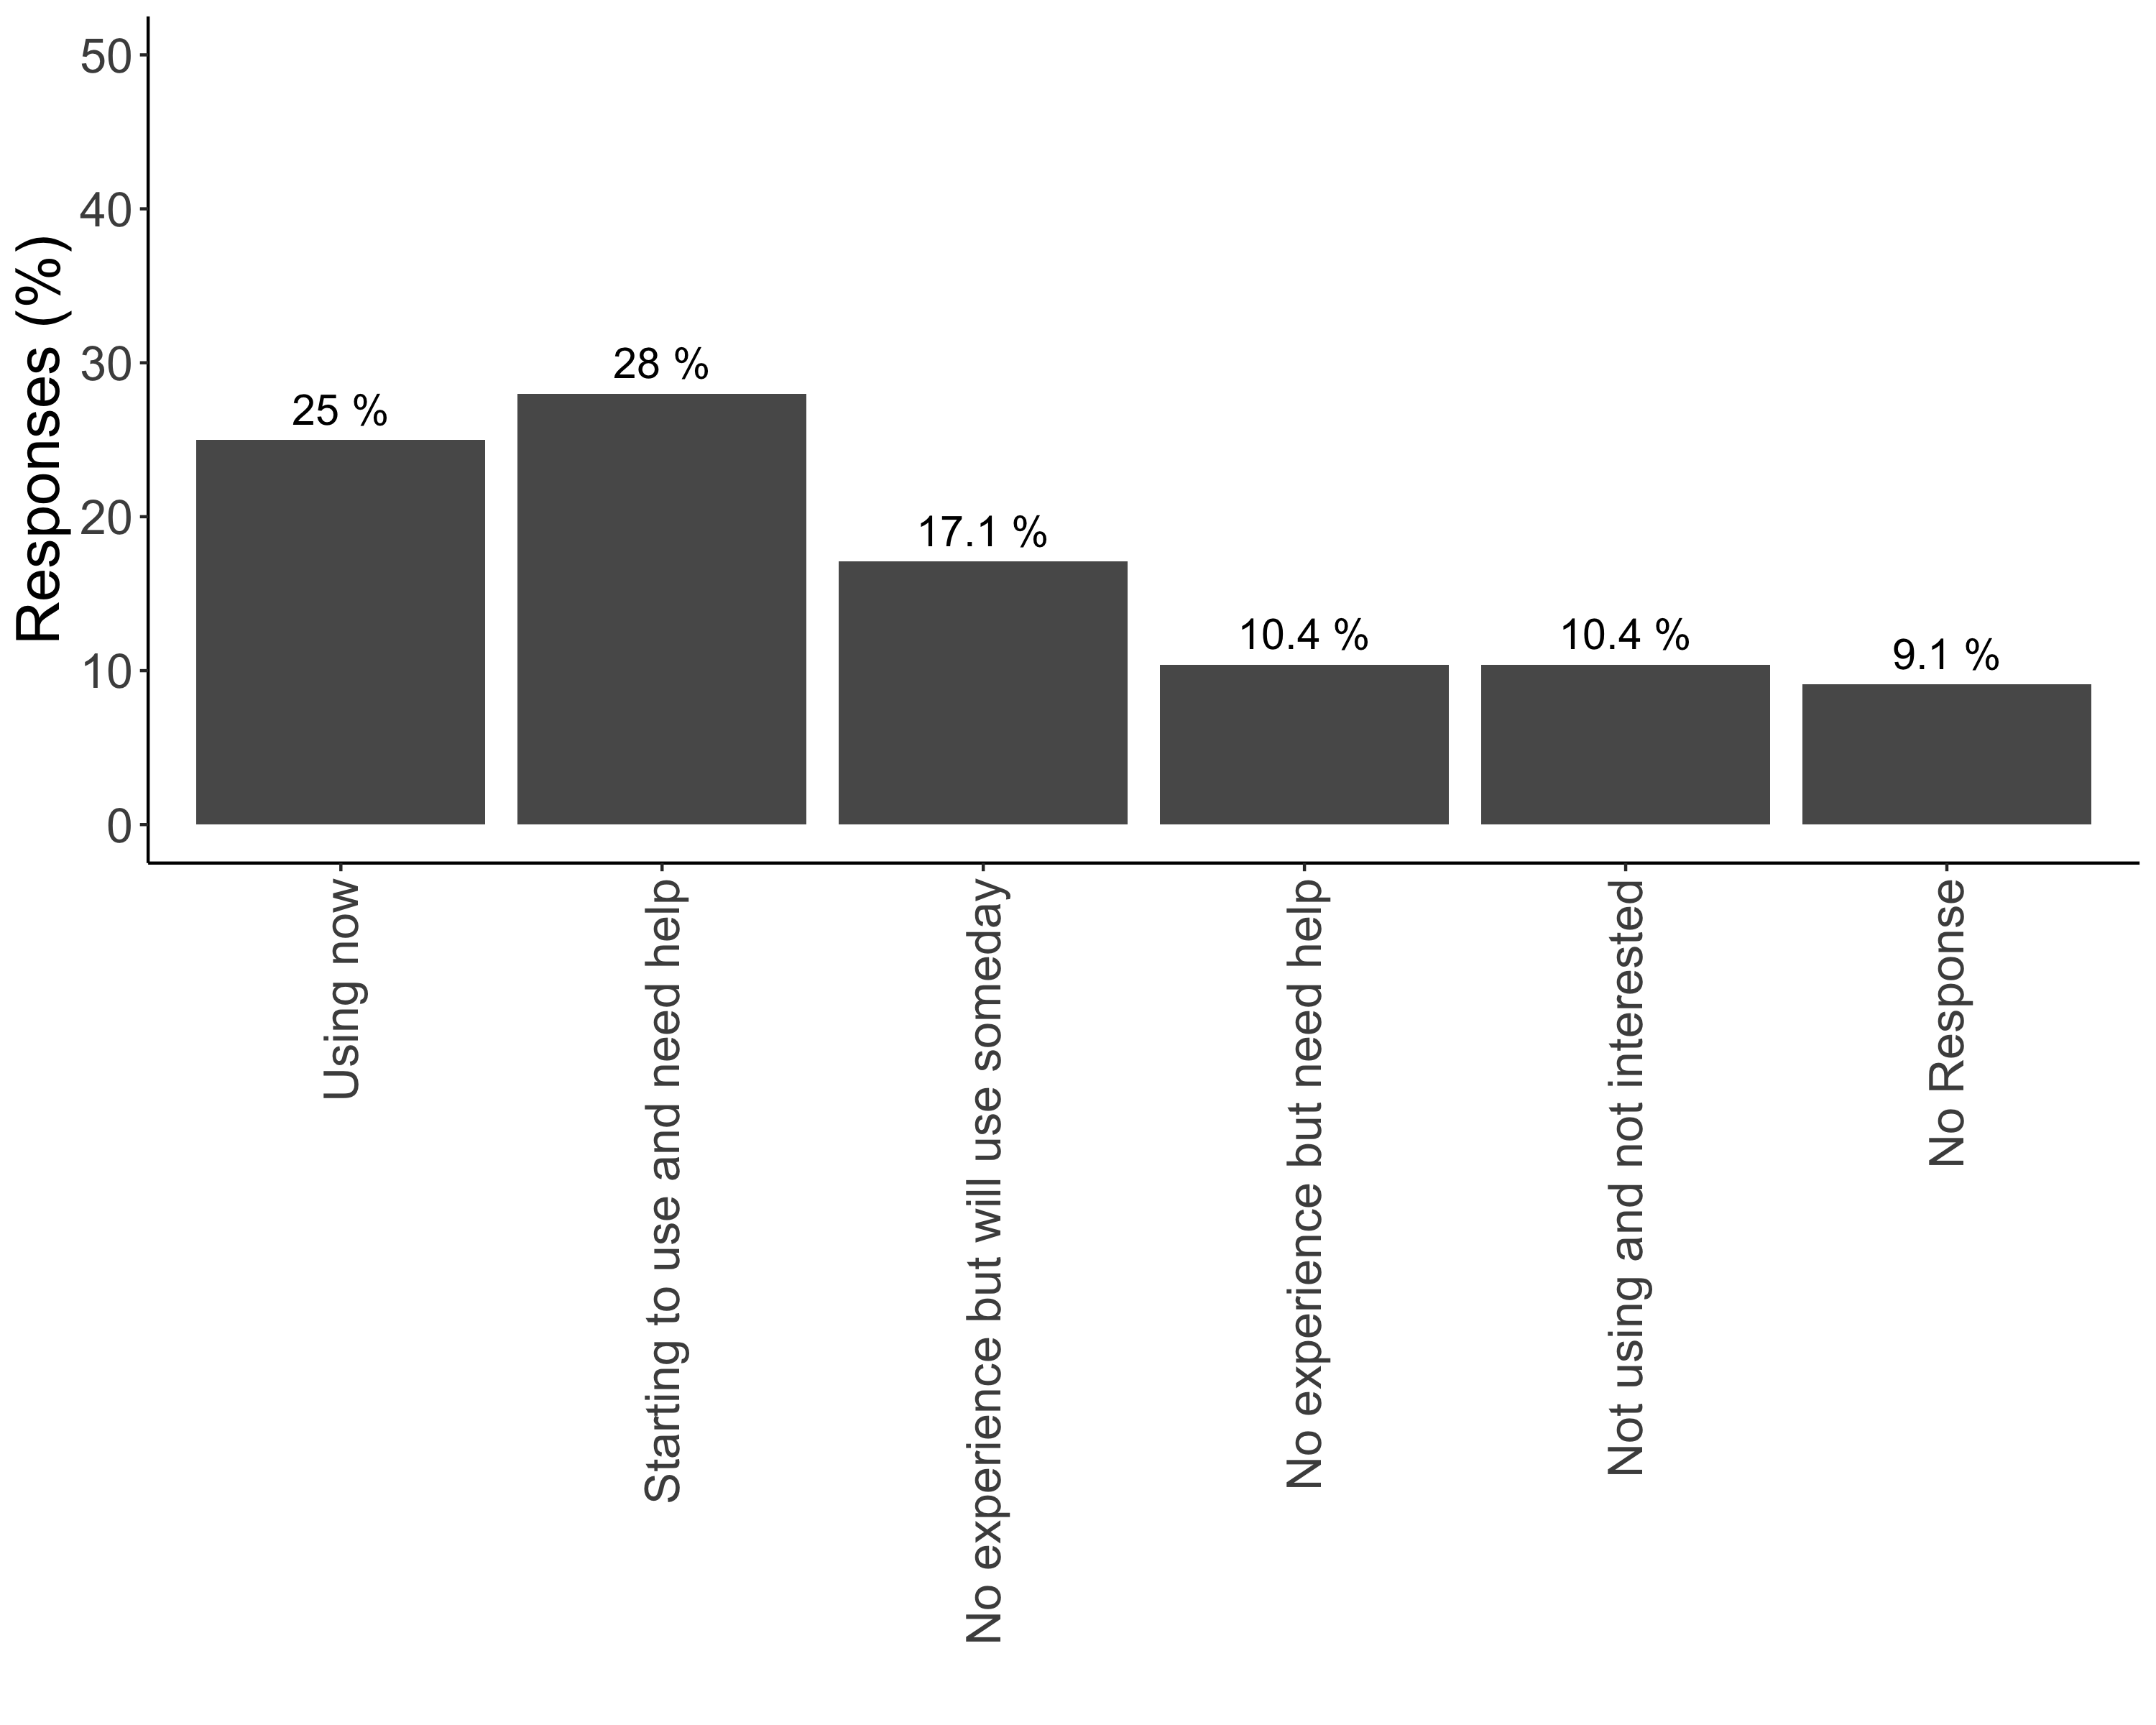 Responses (%)
50
40
30
20
10
0
25 %
28 %
17.1 %
10.4 %
10.4 %
9.1 %
Using now
Starting to use and need help
No experience but will use someday
No experience but need help
Not using and not interested
No Response